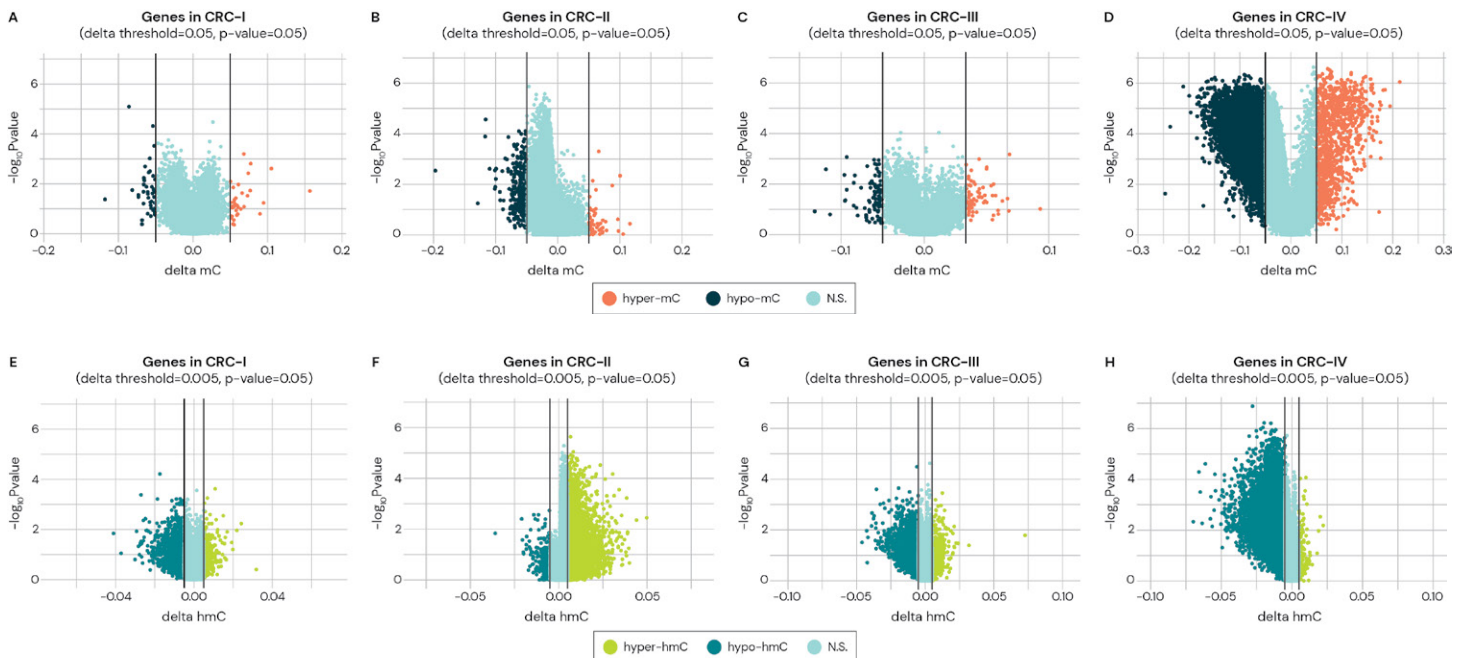 A
Genes in CRC-I
(delta threshold=0.05, p-value=0.05)
−log10Pvalue
6
4
2
0
−0.2
−0.1
0.0
0.1
0.2
delta mC
B
Genes in CRC-II
(delta threshold=0.05, p-value=0.05)
−log10Pvalue
6
4
2
0
−0.2
−0.1
0.0
0.1
0.2
delta mC
C
Genes in CRC-III
(delta threshold=0.05, p-value=0.05)
−log10Pvalue
6
4
2
0
−0.1
0.0
0.1
delta mC
D
Genes in CRC-IV
(delta threshold=0.05, p-value=0.05)
−log10Pvalue
6
4
2
0
−0.3
−0.2
−0.1
0.0
0.1
0.2
0.3
delta mC
hyper-mC hypo-mC N.S.
E
Genes in CRC-I
(delta threshold=0.005, p-value=0.05)
−log10Pvalue
6
4
2
0
−0.04
0.00
0.04
delta hmC
F
Genes in CRC-II
(delta threshold=0.005, p-value=0.05)
−log10Pvalue
6
4
2
0
−0.05
0.00
0.05
delta hmC
G
Genes in CRC-III
(delta threshold=0.005, p-value=0.05)
−log10Pvalue
6
4
2
0
−0.10
−0.05
0.00
0.05
0.10
delta hmC
H
Genes in CRC-IV
(delta threshold=0.005, p-value=0.05)
−log10Pvalue
6
4
2
0
−0.10
−0.05
0.00
0.05
0.10
delta hmC
hyper-hmC hypo-hmC N.S.